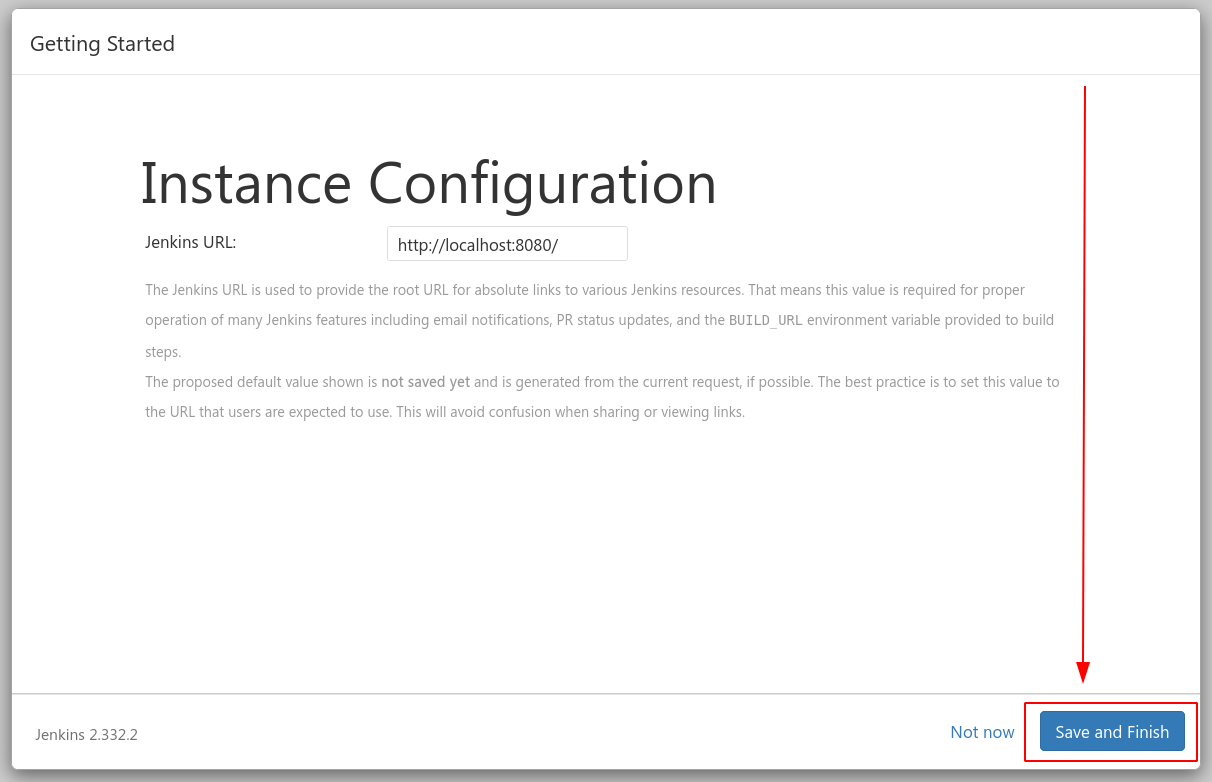 Getting Started
Instance Configuration
Jenkins URL:
http://localhost:8080/
The Jenkins URL is used to provide the root URL for absolute links to various Jenkins resources. That means this value is required for proper
operation of many Jenkins features including email notifications, PR status updates, and the BUILD_URL environment variable provided to build
steps.
The proposed default value shown is not saved yet and is generated from the current request, if possible. The best practice is to set this value to
the URL that users are expected to use. This will avoid confusion when sharing or viewing links.
Jenkins 2.332.2
Not now
Save and Finish